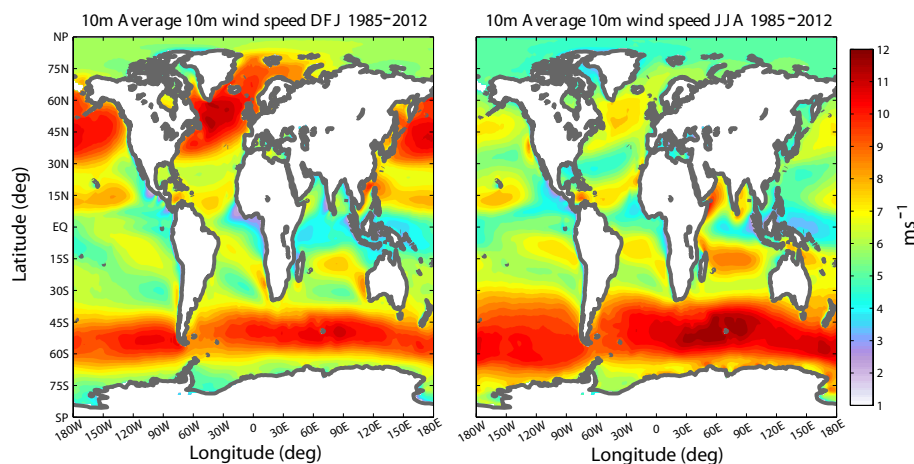 10m Average 10m wind speed DFJ 1985-2012
10m Average 10m wind speed JJA 1985-2012
NP
75N
60N
45N
30N
15N
EQ
15S
30S
45S
60S
75S
SP
Latitude (deg)
180W 150W 120W 90W 60W 30W 0 30E 60E 90E 120E 150E 180E
Longitude (deg)
180W 150W 120W 90W 60W 30W 0 30E 60E 90E 120E 150E 180E
Longitude (deg)
12
11
10
9
8
7
6
5
4
3
2
1
ms⁻¹